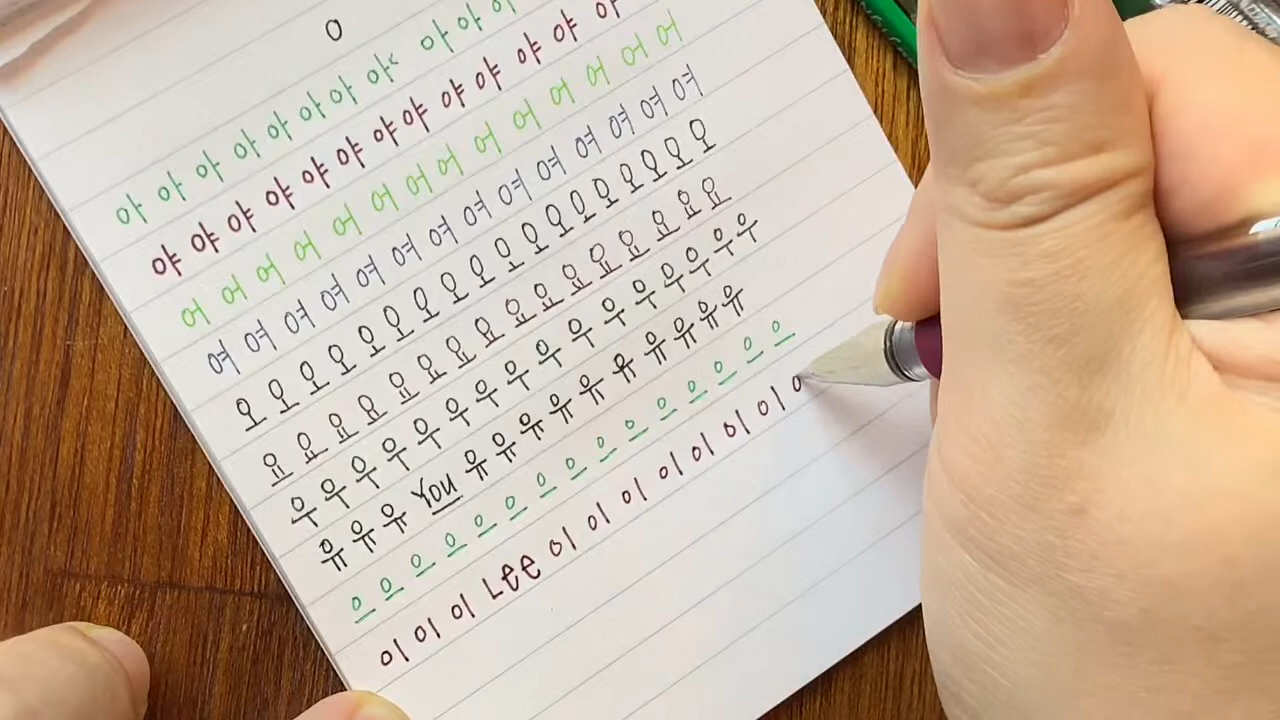 ㅇ
아 아 아 아 아 아 아 아 아 아 아
야 야 야 야 야 야 야 야 야 야 야 야 야
어 어 어 어 어 어 어 어 어 어 어 어 어 어
여 여 여 여 여 여 여 여 여 여 여 여 여 여
오 오 오 오 오 오 오 오 오 오 오 오 오 오 오 오 오 오
요 요 요 요 요 요 요 요 요 요 요 요 요 요 요 요
우 우 우 우 우 우 우 우 우 우 우 우 우 우 우 우
유 유 유 You 유 유 유 유 유 유 유 유 유 유
으 으 으 으 으 으 으 으 으 으 으 으 으 으 으
이 이 이 Lee 이 이 이 이 이 이 이 ㅇ